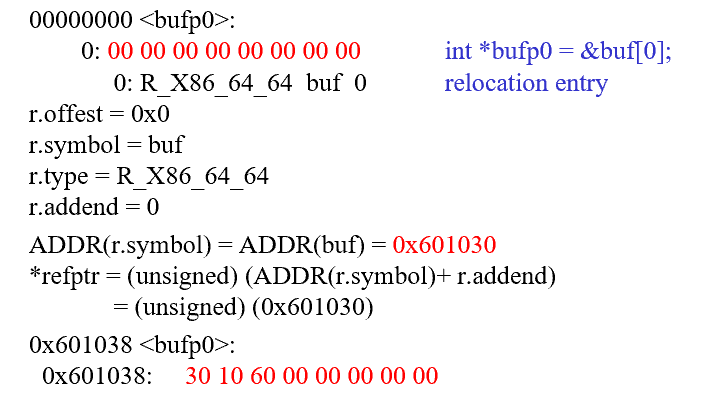 00000000 <bufp0>:
0: 00 00 00 00 00 00 00 00 int *bufp0 = &buf[0];
0: R_X86_64_64 buf 0 relocation entry
r.offest = 0x0
r.symbol = buf
r.type = R_X86_64_64
r.addend = 0
ADDR(r.symbol) = ADDR(buf) = 0x601030
*refptr = (unsigned) (ADDR(r.symbol)+ r.addend)
= (unsigned) (0x601030)
0x601038 <bufp0>:
0x601038: 30 10 60 00 00 00 00 00